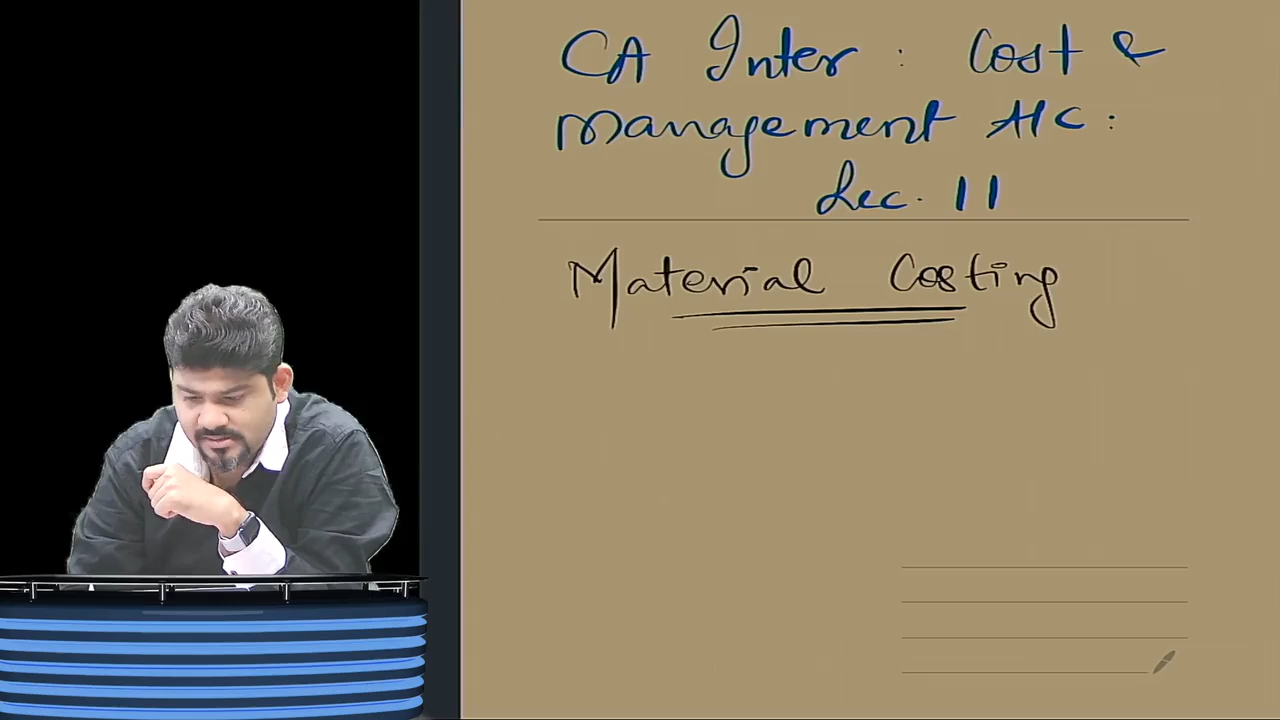 CA Inter : Cost &
Management A/c :
Lec. 11
Material Costing